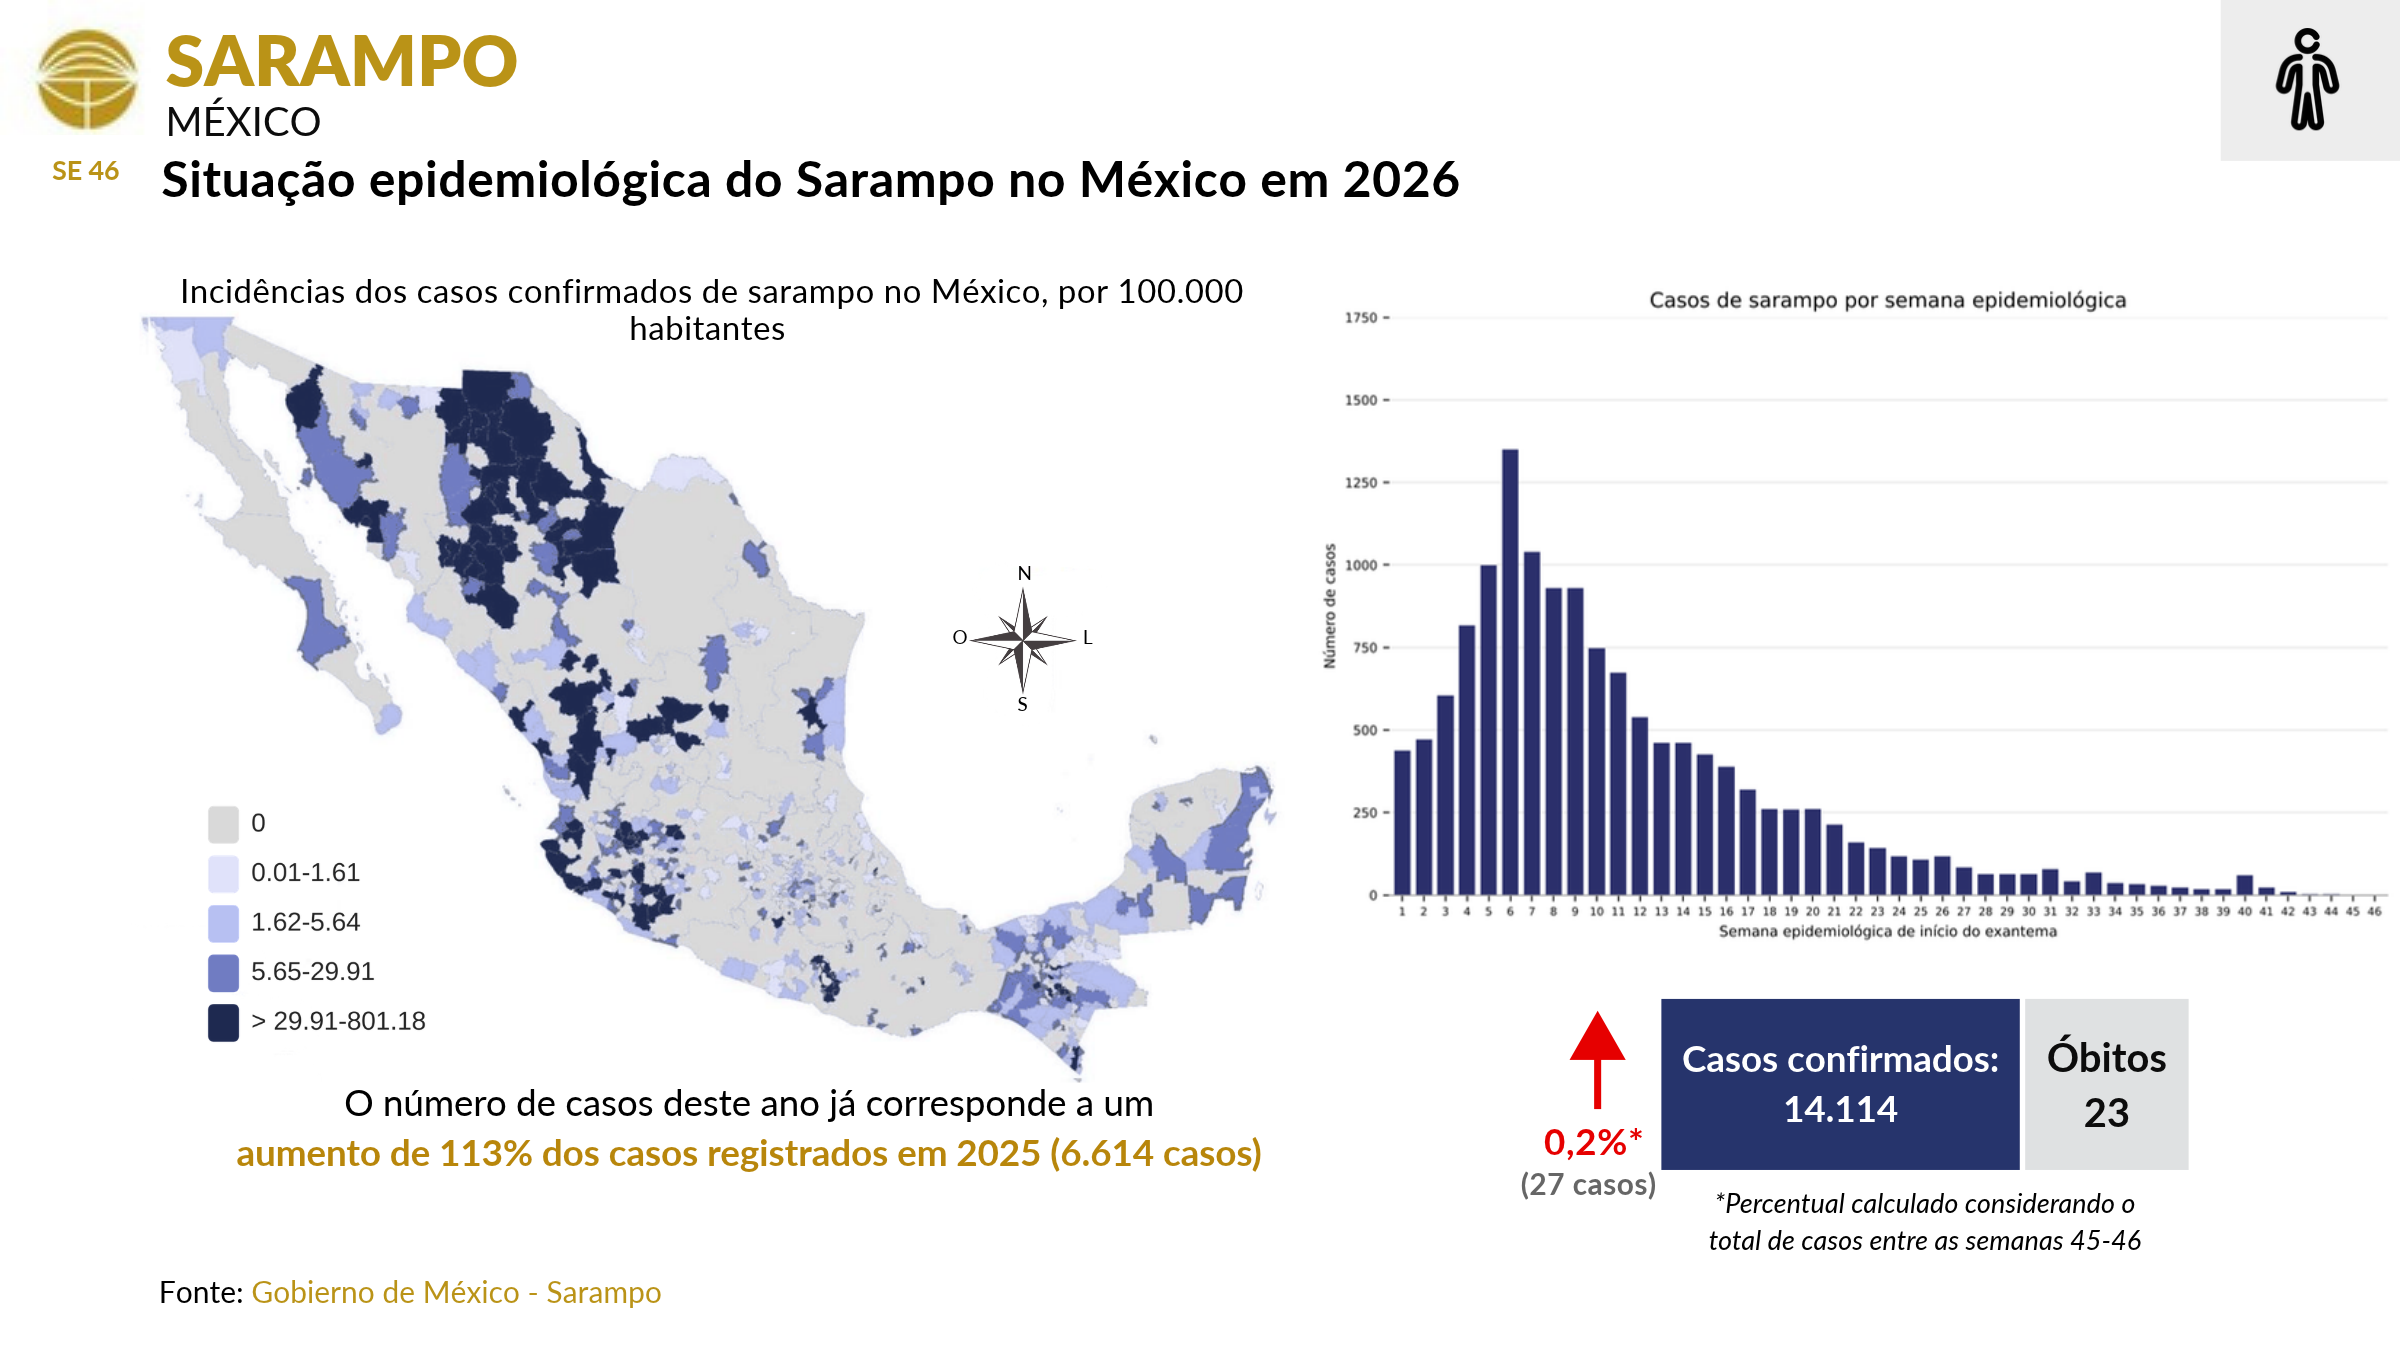 SARAMPO
MÉXICO
SE 46
Situação epidemiológica do Sarampo no México em 2026
Incidências dos casos confirmados de sarampo no México, por 100.000
habitantes
N
O
L
S
0
0.01-1.61
1.62-5.64
5.65-29.91
> 29.91-801.18
O número de casos deste ano já corresponde a um
aumento de 113% dos casos registrados em 2025 (6.614 casos)
Casos de sarampo por semana epidemiológica
1750
1500
1250
1000
750
500
250
0
Número de casos
1 2 3 4 5 6 7 8 9 10 11 12 13 14 15 16 17 18 19 20 21 22 23 24 25 26 27 28 29 30 31 32 33 34 35 36 37 38 39 40 41 42 43 44 45 46
Semana epidemiológica de início do exantema
0,2%*
(27 casos)
Casos confirmados:
14.114
Óbitos
23
*Percentual calculado considerando o
total de casos entre as semanas 45-46
Fonte: Gobierno de México - Sarampo